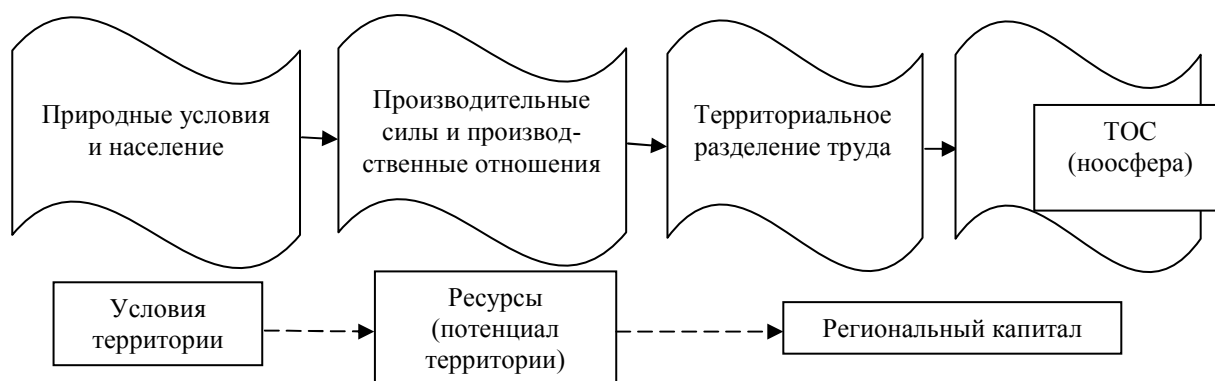 Природные условия
и население
Производительные
силы и производ-
ственные отношения
Территориальное
разделение труда
ТОС
(ноосфера)
Условия
территории
Ресурсы
(потенциал
территории)
Региональный капитал